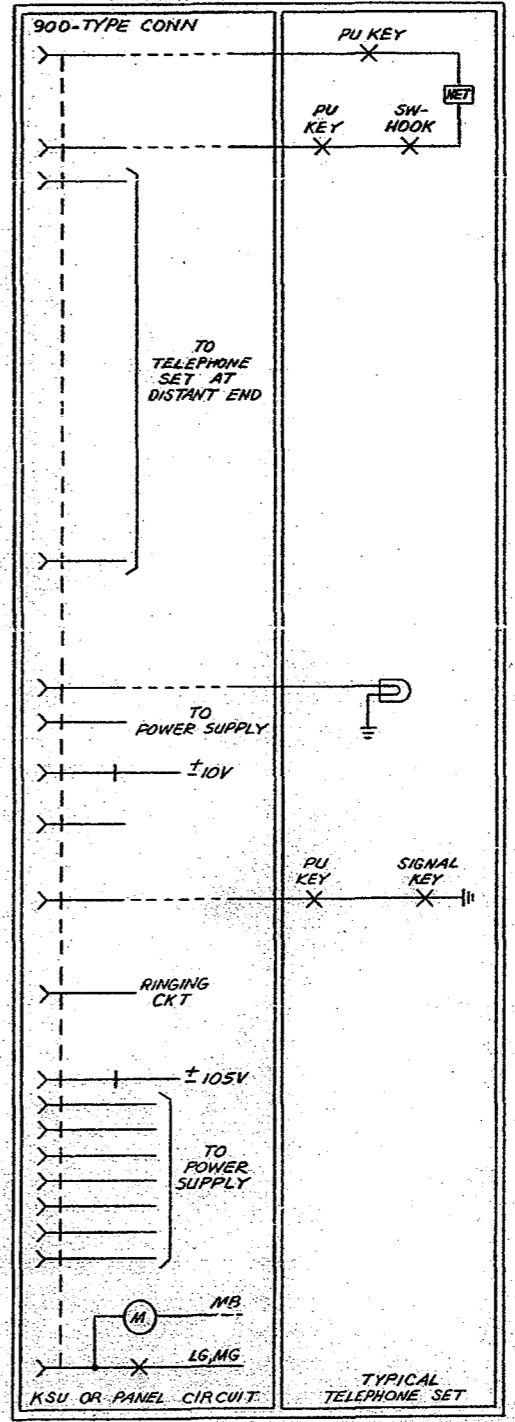 900-TYPE CONN
PU KEY
NET
PU
KEY
SW-
HOOK
TO
TELEPHONE
SET AT
DISTANT END
TO
POWER SUPPLY
±10V
PU
KEY
SIGNAL
KEY
RINGING
CKT
±105V
TO
POWER
SUPPLY
M
MB
LG,MG
KSU OR PANEL CIRCUIT
TYPICAL
TELEPHONE SET